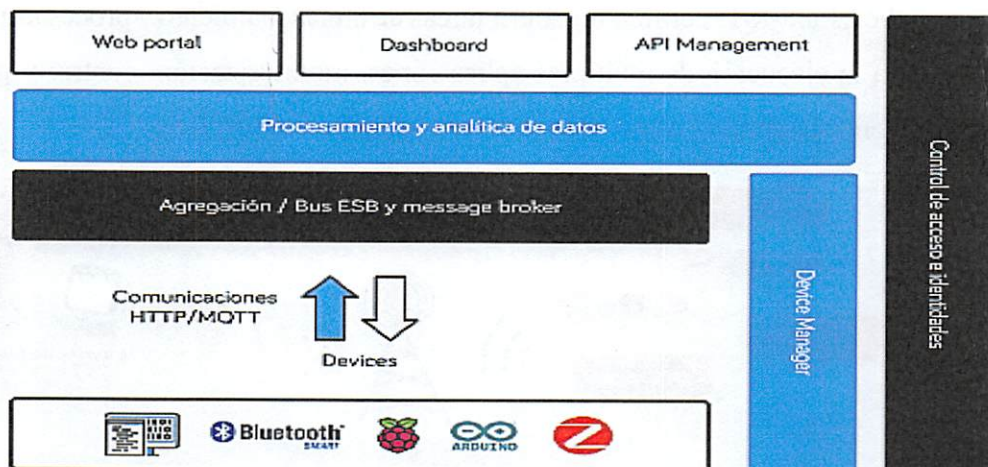 Web portal
Dashboard
API Management
Procesamiento y analítica de datos
Agregación / Bus ESB y message broker
Comunicaciones
HTTP/MQTT
Devices
Bluetooth
SMART
ARDUINO
Device Manager
Control de acceso e identidades